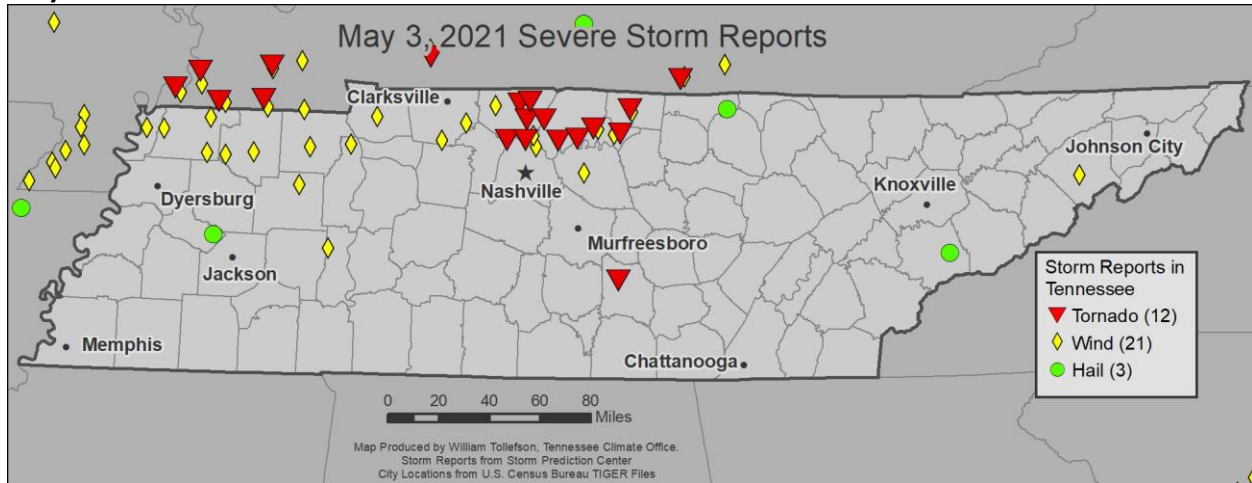 May 3, 2021 Severe Storm Reports
Clarksville
Johnson City
Nashville
Knoxville
Dyersburg
Murfreesboro
Jackson
Storm Reports in
Tennessee
Tornado (12)
Wind (21)
Hail (3)
Memphis
Chattanooga
0 20 40 60 80
Miles
Map Produced by William Tollefson, Tennessee Climate Office.
Storm Reports from Storm Prediction Center
City Locations from U.S. Census Bureau TIGER Files